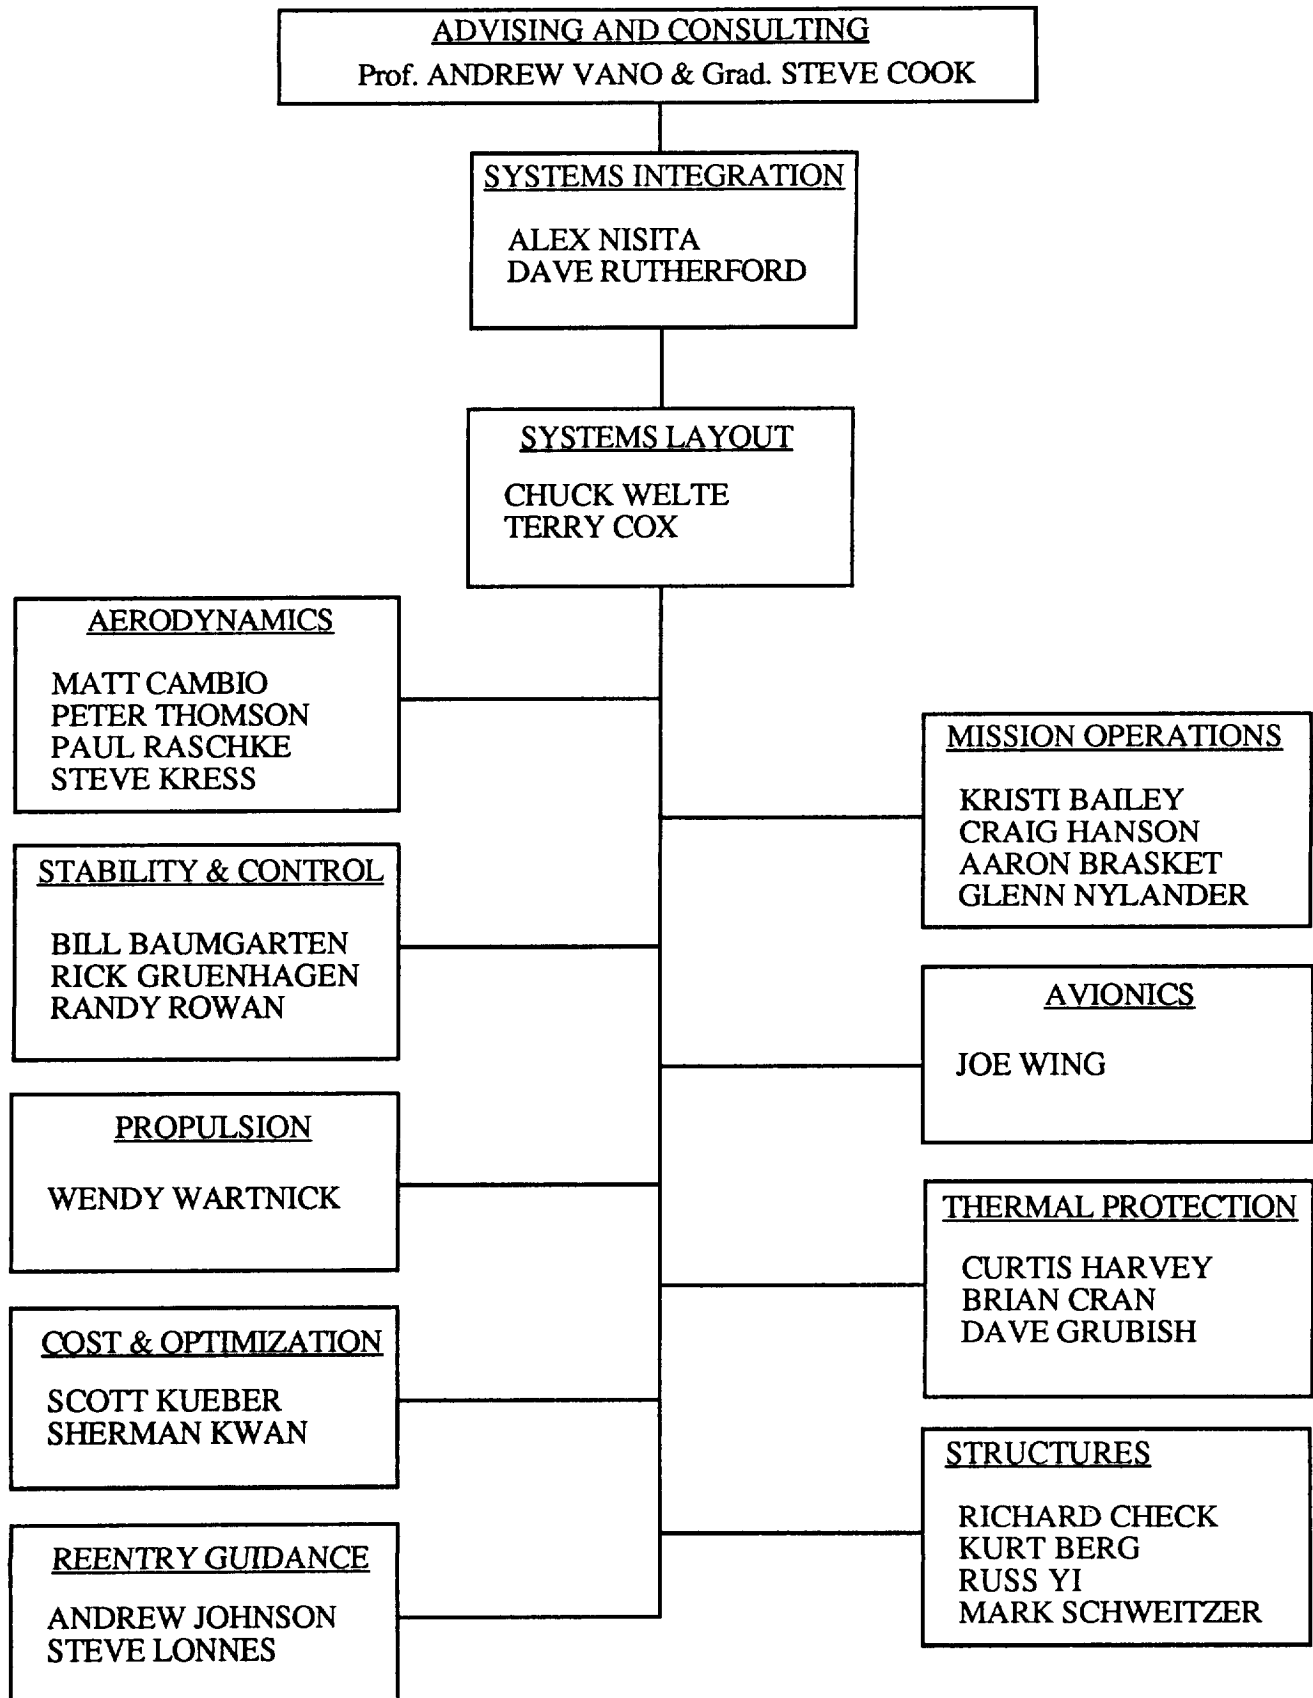 ADVISING AND CONSULTING
Prof. ANDREW VANO & Grad. STEVE COOK
SYSTEMS INTEGRATION
ALEX NISITA
DAVE RUTHERFORD
SYSTEMS LAYOUT
CHUCK WELTE
TERRY COX
AERODYNAMICS
MATT CAMBIO
PETER THOMSON
PAUL RASCHKE
STEVE KRESS
MISSION OPERATIONS
KRISTI BAILEY
CRAIG HANSON
AARON BRASKET
GLENN NYLANDER
STABILITY & CONTROL
BILL BAUMGARTEN
RICK GRUENHAGEN
RANDY ROWAN
AVIONICS
JOE WING
PROPULSION
WENDY WARTNICK
THERMAL PROTECTION
CURTIS HARVEY
BRIAN CRAN
DAVE GRUBISH
COST & OPTIMIZATION
SCOTT KUEBER
SHERMAN KWAN
STRUCTURES
RICHARD CHECK
KURT BERG
RUSS YI
MARK SCHWEITZER
REENTRY GUIDANCE
ANDREW JOHNSON
STEVE LONNES